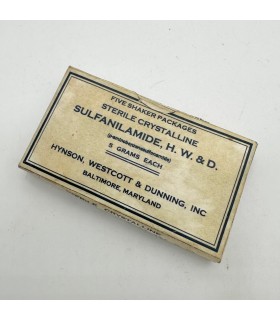 FIVE SHAKER PACKAGES
STERILE CRYSTALLINE
SULFANILAMIDE, H. W. & D.
5 GRAMS EACH
HYNSON, WESTCOTT & DUNNING, INC
BALTIMORE, MARYLAND